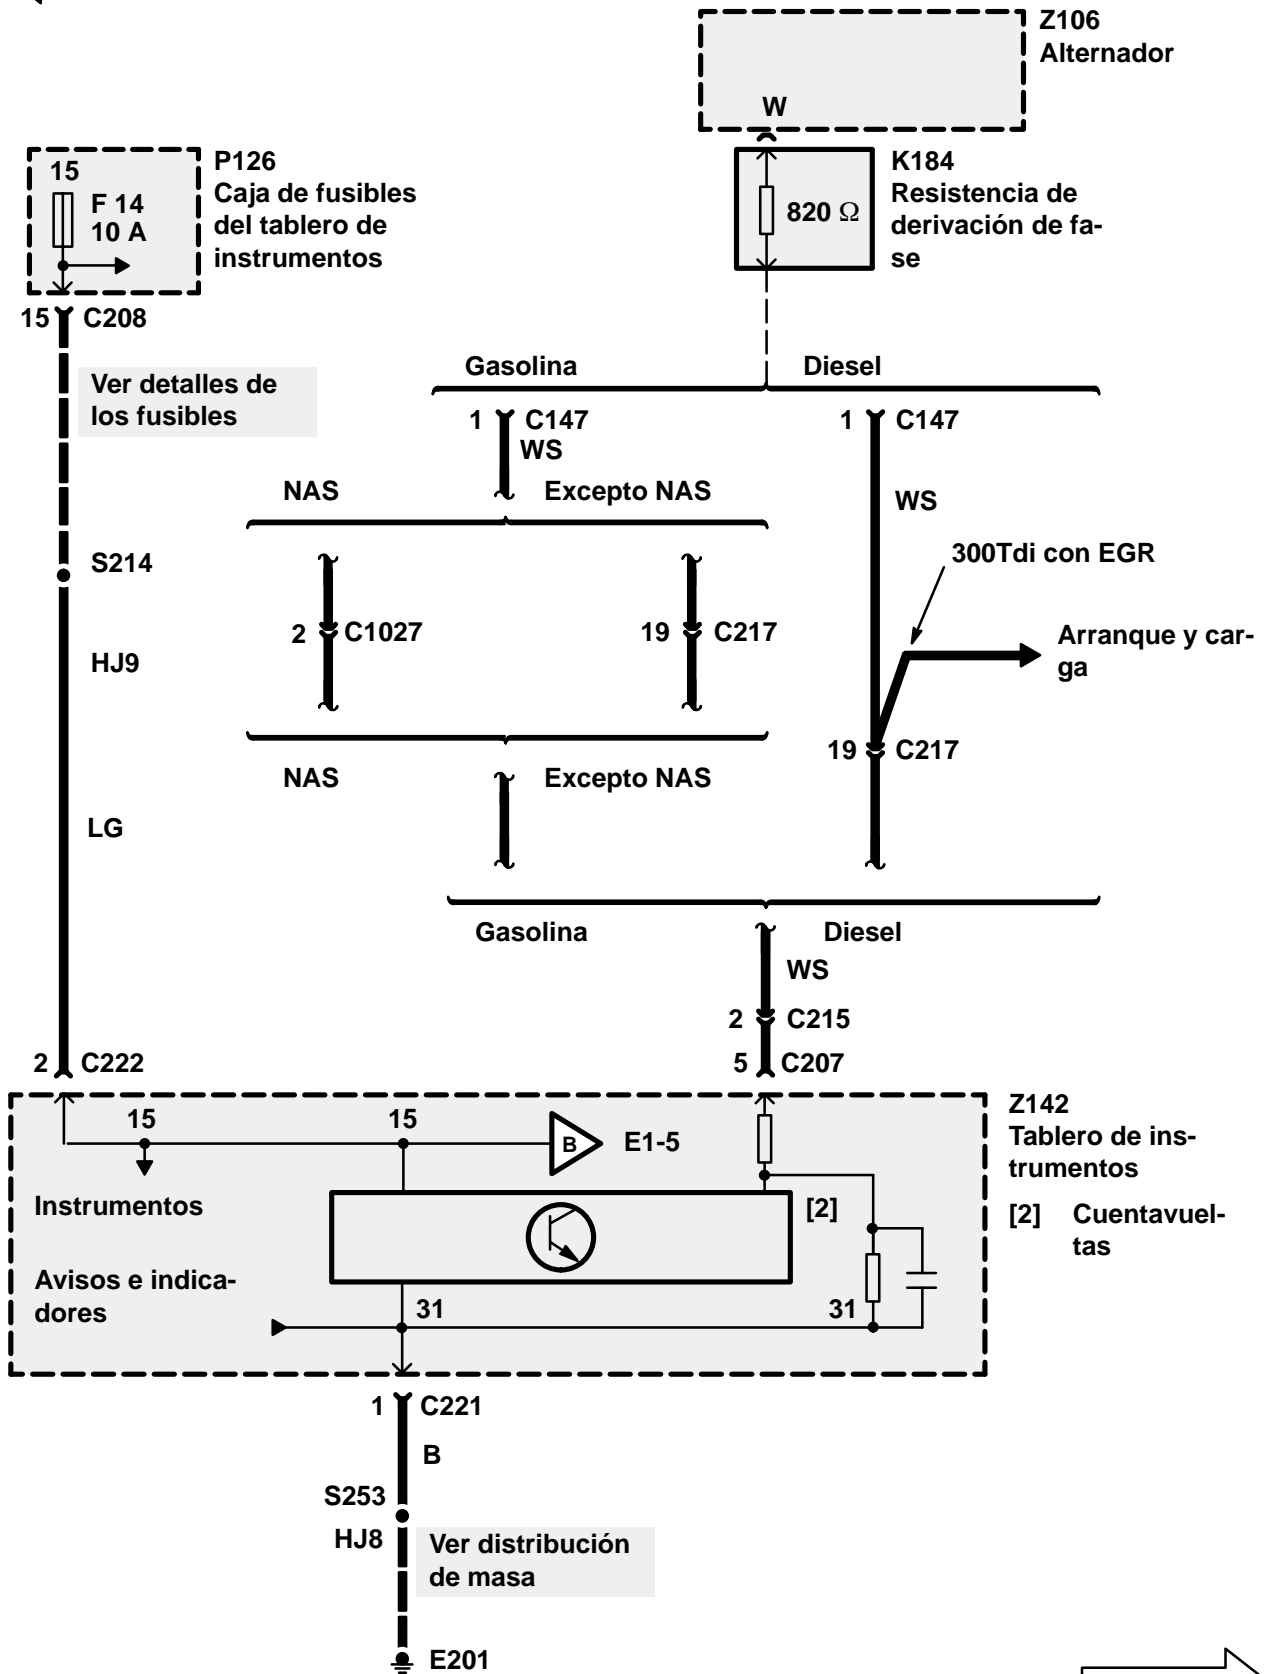 Z106
Alternador
W
15
F 14
10 A
P126
Caja de fusibles
del tablero de
instrumentos
K184
Resistencia de
derivación de fa-
se
820 Ω
15
C208
Ver detalles de
los fusibles
Gasolina
Diesel
1
C147
WS
1
C147
WS
NAS
Excepto NAS
300Tdi con EGR
S214
2
C1027
19
C217
Arranque y car-
ga
HJ9
19
C217
NAS
Excepto NAS
LG
Gasolina
Diesel
WS
2
C215
2
C222
5
C207
Z142
Tablero de ins-
trumentos
[2] Cuentavuel-
tas
15
15
B
E1-5
Instrumentos
[2]
Avisos e indica-
dores
31
31
1
C221
B
S253
HJ8
Ver distribución
de masa
E201